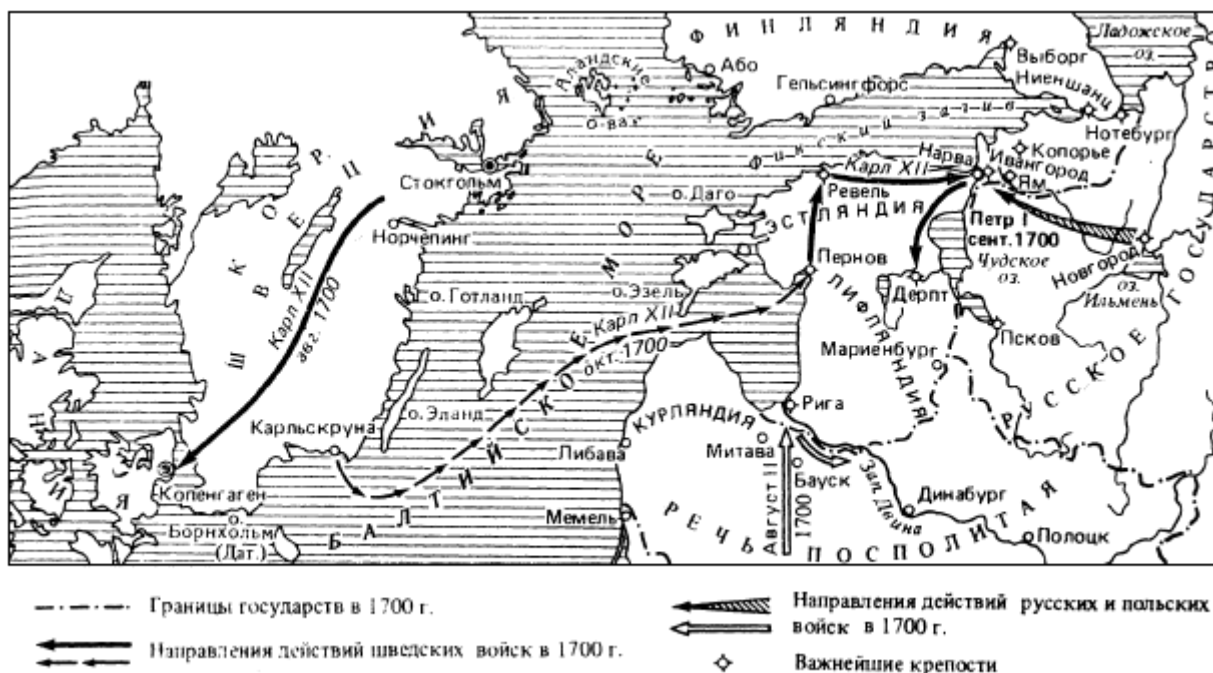 ФИНЛЯНДИЯ
Ладожское
оз.
Выборг
Або
Аландские
о-ва
Гельсингфорс
Ниеншанц
Нотебург
Финский залив
Копорье
Нарва
Ивангород
Ям
Карл XII
Стокгольм
Ревель
о. Даго
ЭСТЛЯНДИЯ
Петр I
сент. 1700
Норчепинг
Чудское
оз.
Новгород
оз.
Ильмень
Пернов
ШВЕЦИЯ
Карл XII
авг. 1700
о. Готланд
о. Эзель
Дерпт
Псков
Карл XII
окт. 1700
ЛИФЛЯНДИЯ
Мариенбург
РУССКОЕ ГОСУДАРСТВО
о. Эланд
Рига
КУРЛЯНДИЯ
Карльскруна
Либава
Митава
Бауск
Зап. Двина
Копенгаген
Август II
1700
Динабург
Борнхольм
(Дат.)
Мемель
Полоцк
БАЛТИЙСКОЕ МОРЕ
РЕЧЬ ПОСПОЛИТАЯ
Границы государств в 1700 г.
Направления действий шведских войск в 1700 г.
Направления действий русских и польских
войск в 1700 г.
Важнейшие крепости